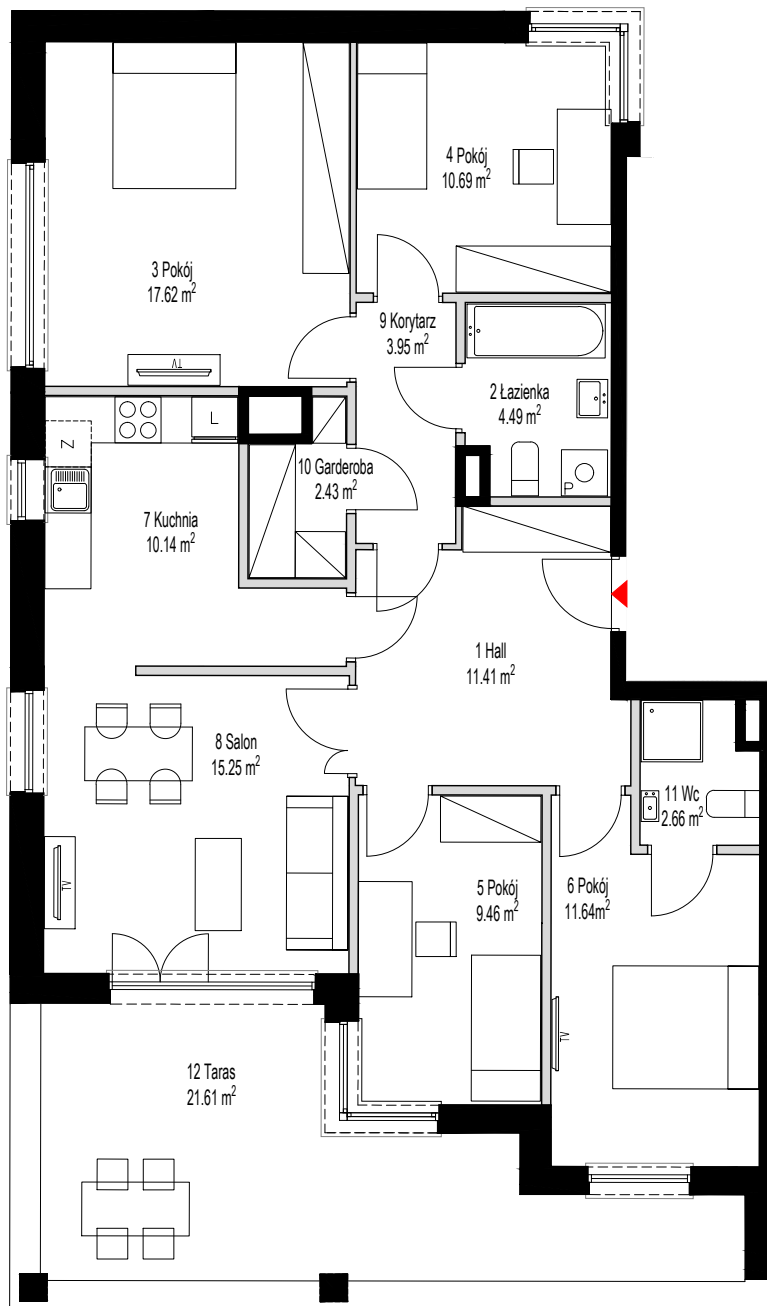 4 Pokój
10.69 m²
3 Pokój
17.62 m²
9 Korytarz
3.95 m²
TV
2 Łazienka
4.49 m²
L
Z
10 Garderoba
2.43 m²
P
7 Kuchnia
10.14 m²
1 Hall
11.41 m²
8 Salon
15.25 m²
11 Wc
2.66 m²
TV
5 Pokój
9.46 m²
6 Pokój
11.64m²
TV
12 Taras
21.61 m²